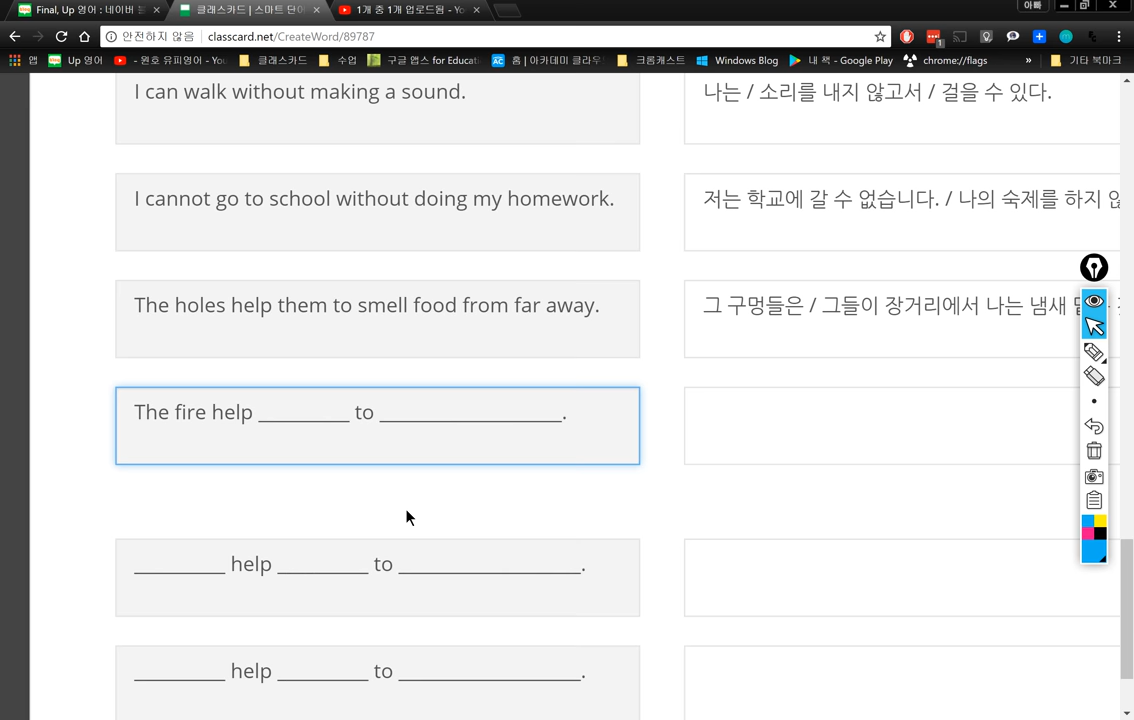 Final, Up 영어 : 네이버 블
클래스카드 | 스마트 단어
1개 중 1개 업로드됨 - Yo
아빠
안전하지 않음
classcard.net/CreateWord/89787
앱
Up 영어
- 원호 유피영어 - You
클래스카드
수업
구글 앱스 for Educati
홈 | 아카데미 클라우
크롬캐스트
Windows Blog
내 책 - Google Play
chrome://flags
»
기타 북마크
I can walk without making a sound.
나는 / 소리를 내지 않고서 / 걸을 수 있다.
I cannot go to school without doing my homework.
저는 학교에 갈 수 없습니다. / 나의 숙제를 하지
The holes help them to smell food from far away.
그 구멍들은 / 그들이 장거리에서 나는 냄새
The fire help _________ to __________________.
_________ help _________ to __________________.
_________ help _________ to __________________.